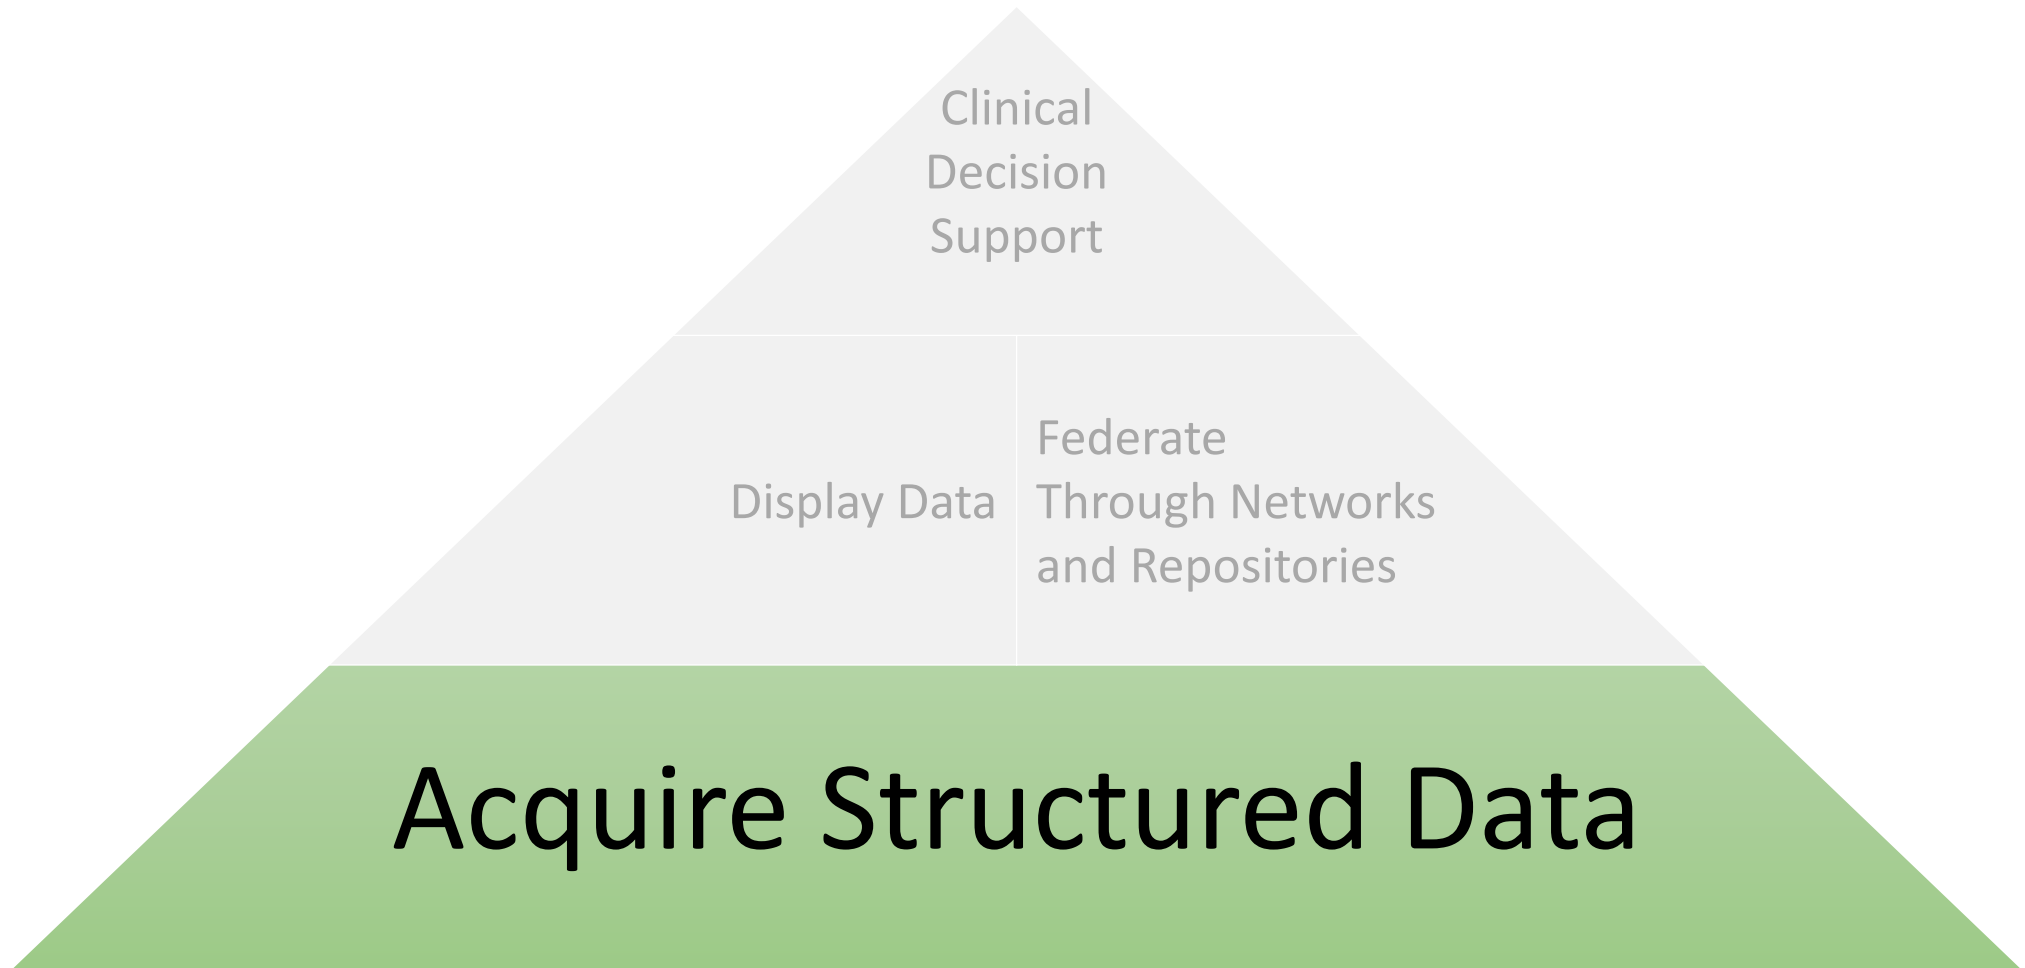 Clinical
Decision
Support
Display Data
Federate
Through Networks
and Repositories
Acquire Structured Data